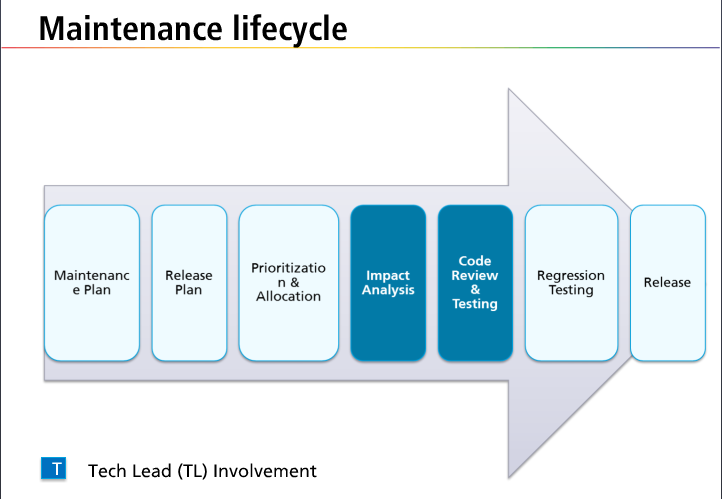 Maintenance lifecycle
Maintenanc
e Plan
Release
Plan
Prioritizatio
n &
Allocation
Impact
Analysis
Code
Review
&
Testing
Regression
Testing
Release
T
Tech Lead (TL) Involvement